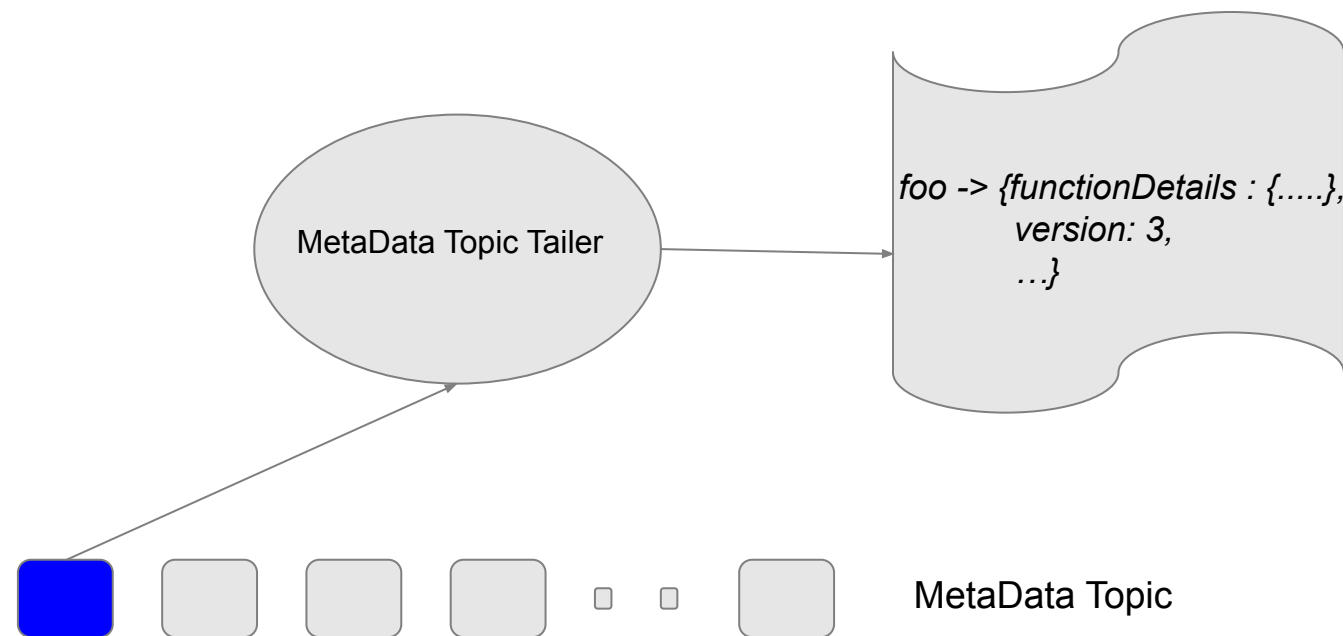 foo -> {functionDetails : {.....},
version: 3,
…}
MetaData Topic Tailer
MetaData Topic